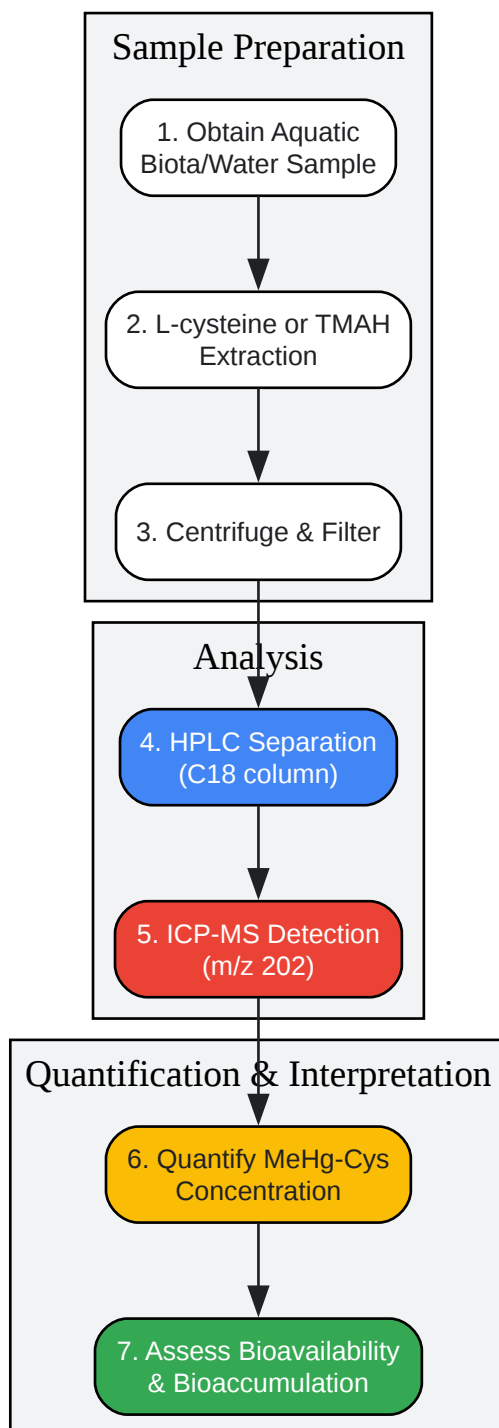 Sample Preparation
1. Obtain Aquatic
Biota/Water Sample
2. L-cysteine or TMAH
Extraction
3. Centrifuge & Filter
Analysis
4. HPLC Separation
(C18 column)
5. ICP-MS Detection
(m/z 202)
Quantification & Interpretation
6. Quantify MeHg-Cys
Concentration
7. Assess Bioavailability
& Bioaccumulation